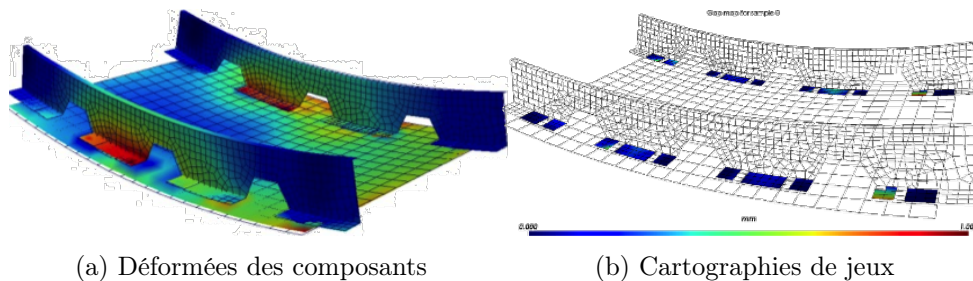 Gap map for sample 0
mm
0.000
1.00
(a) Déformées des composants
(b) Cartographies de jeux